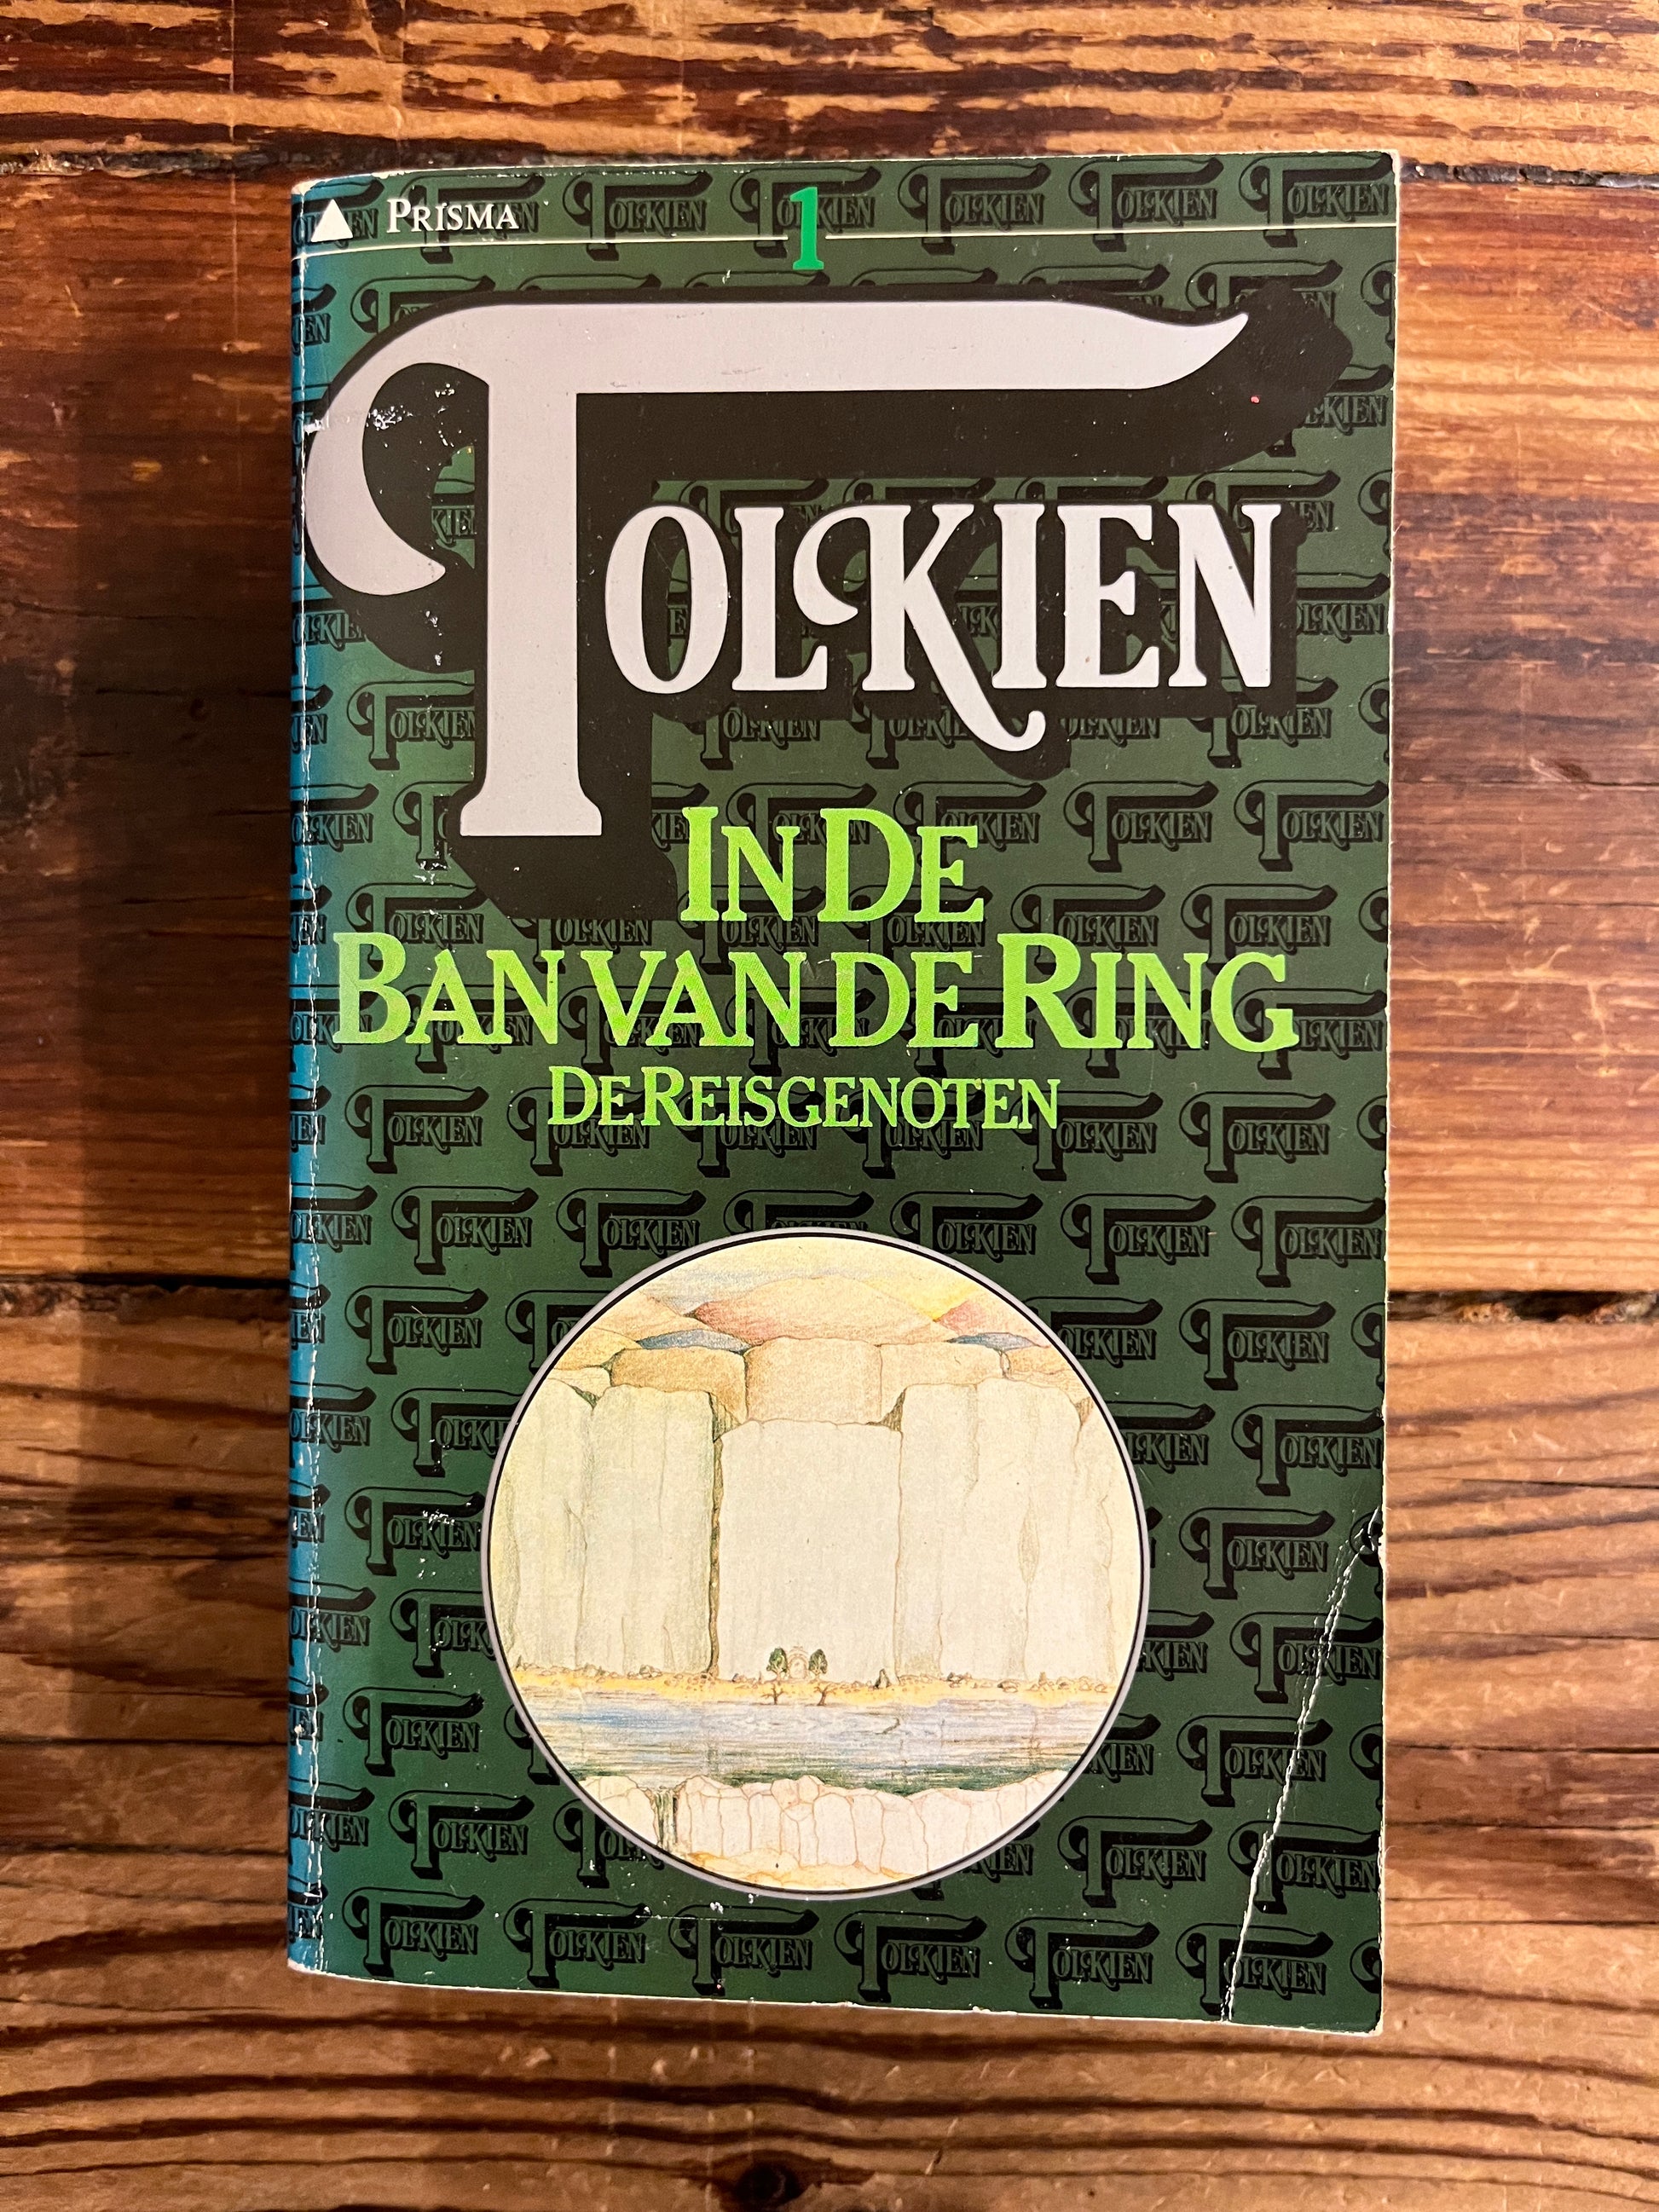 PRISMA
1
TOLKIEN
IN DE
BAN VAN DE RING
DE REISGENOTEN